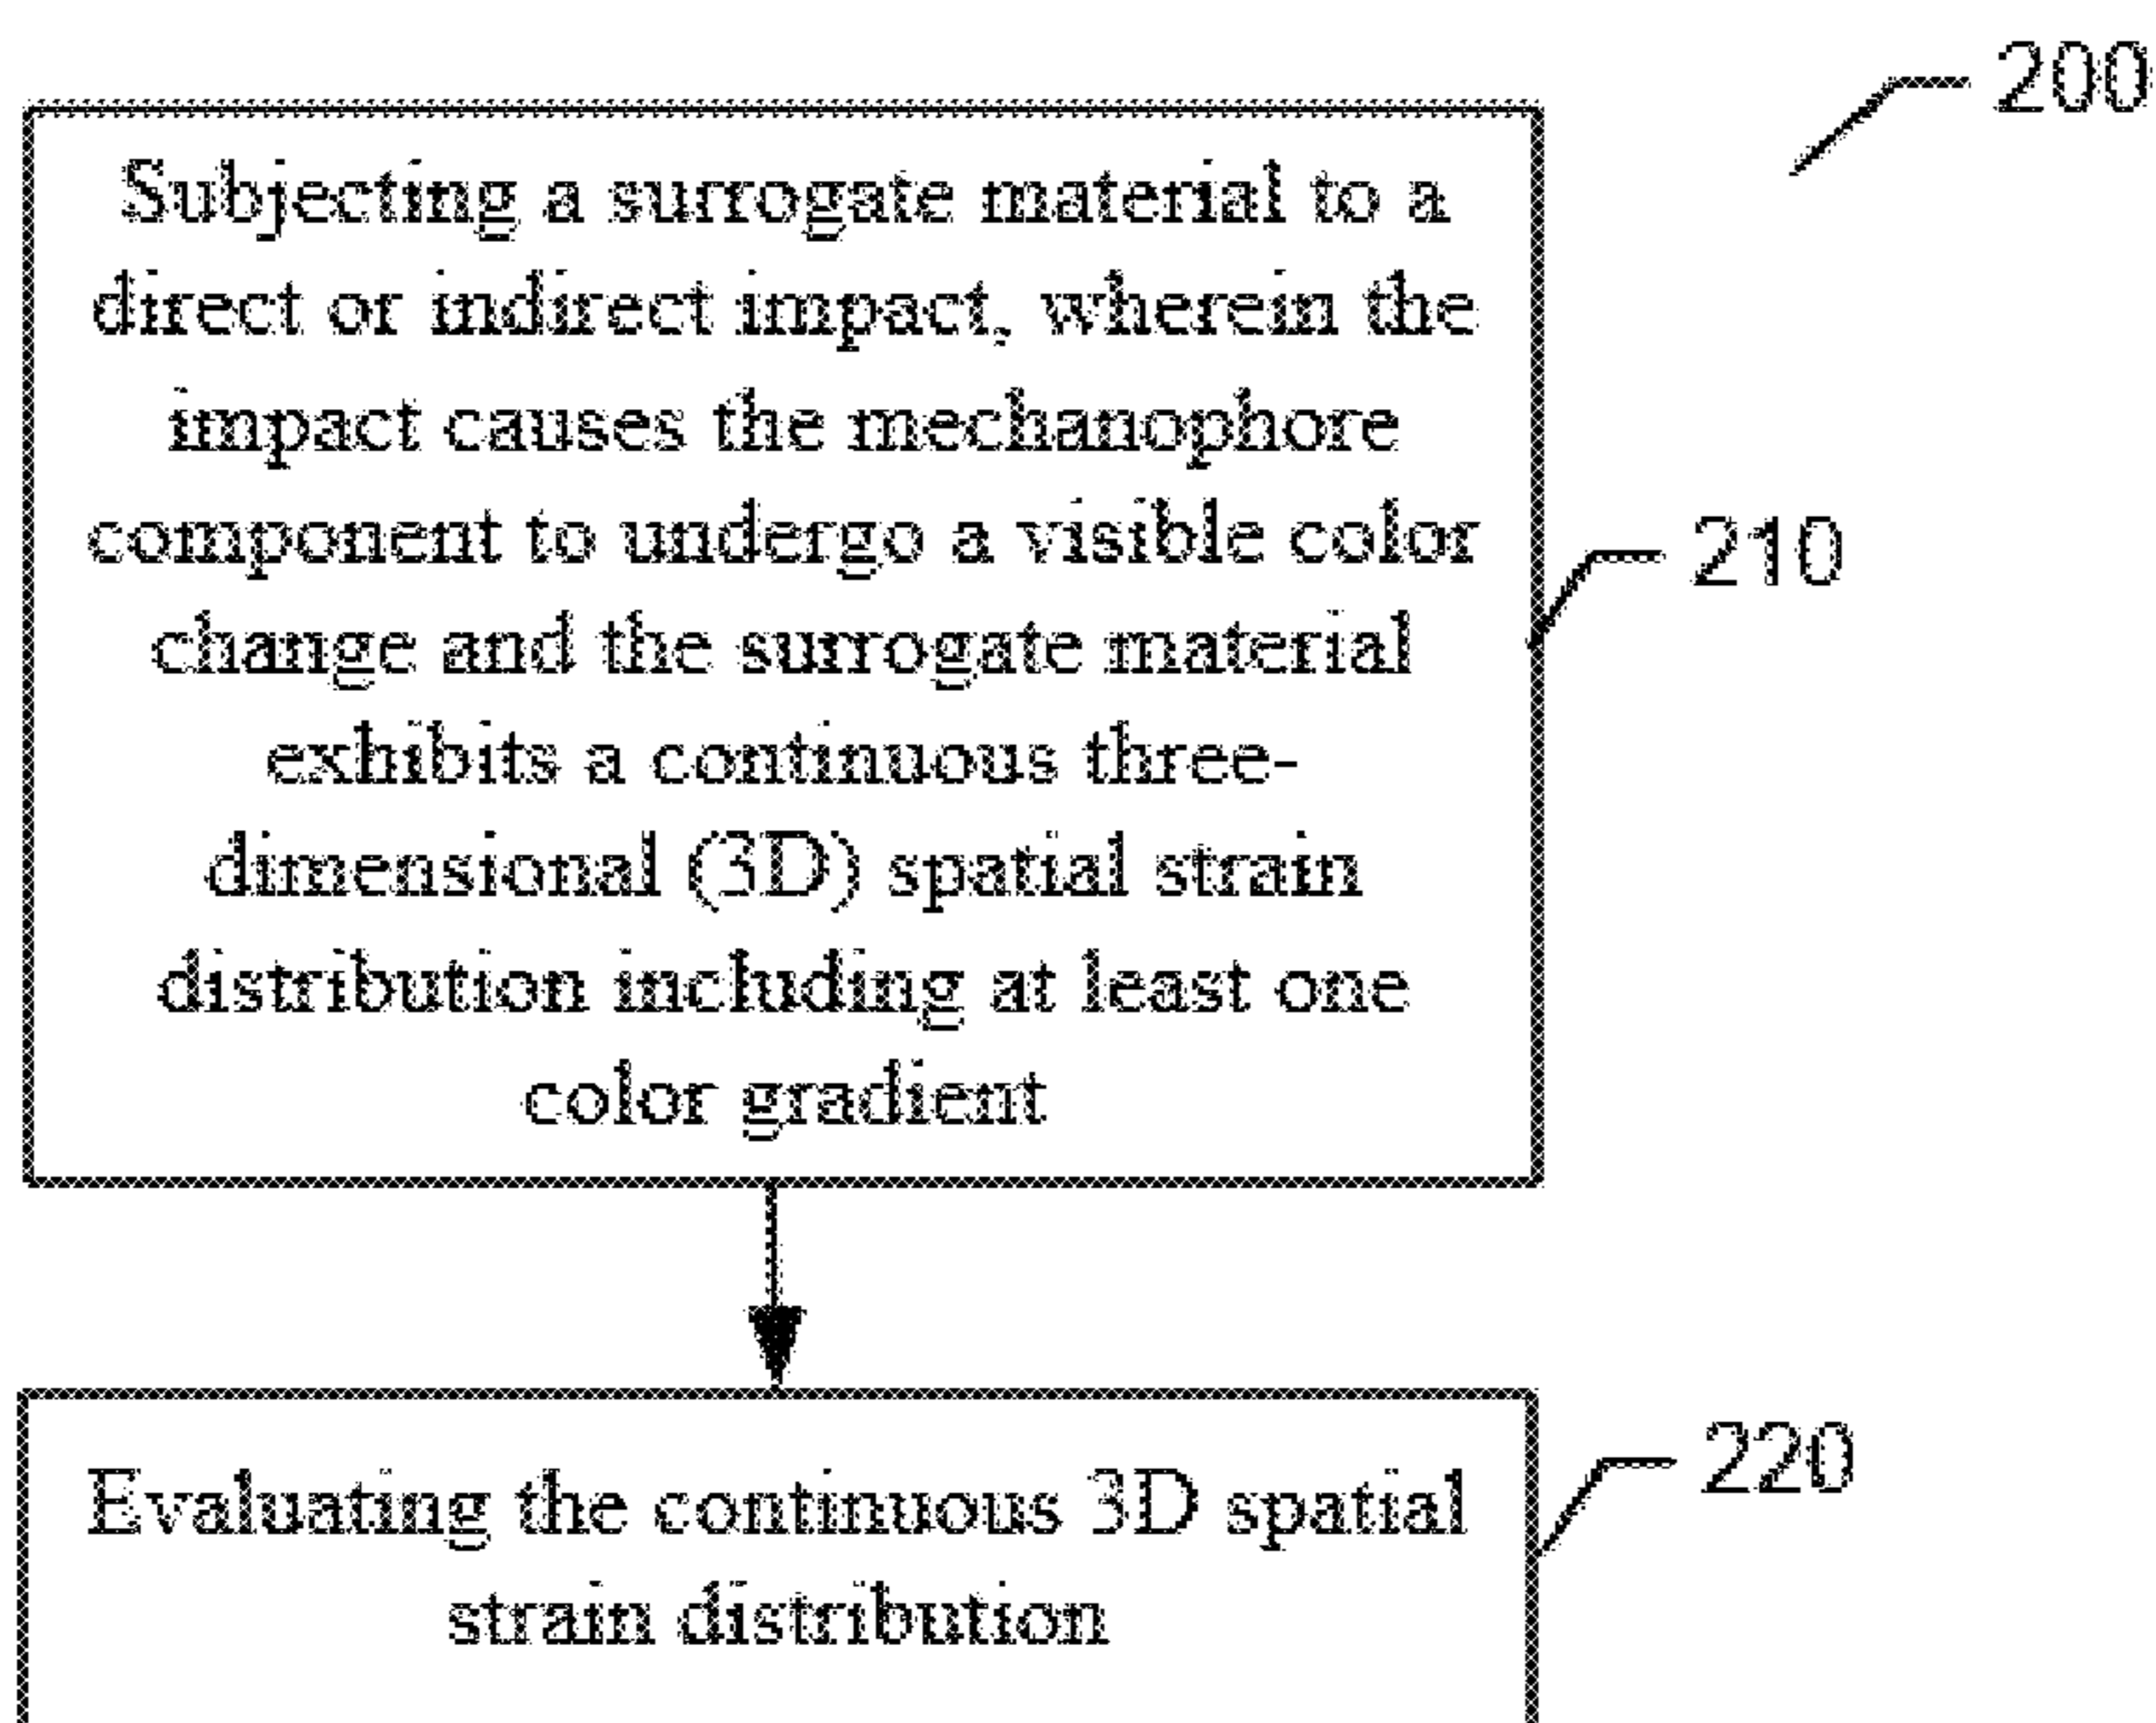 200
Subjecting a surrogate material to a
direct or indirect impact, wherein the
impact causes the mechanophore
component to undergo a visible color
change and the surrogate material
exhibits a continuous three-
dimensional (3D) spatial strain
distribution including at least one
color gradient
210
Evaluating the continuous 3D spatial
strain distribution
220